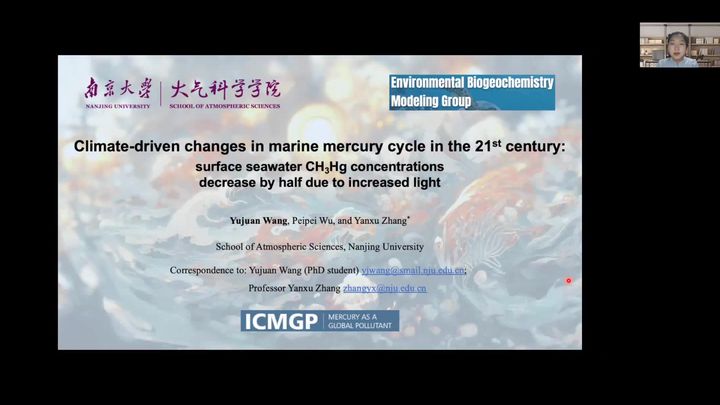 南京大學 大气科学学院
NANJING UNIVERSITY SCHOOL OF ATMOSPHERIC SCIENCES
Environmental Biogeochemistry
Modeling Group
Climate-driven changes in marine mercury cycle in the 21st century:
surface seawater CH3Hg concentrations
decrease by half due to increased light
Yujuan Wang, Peipei Wu, and Yanxu Zhang*
School of Atmospheric Sciences, Nanjing University
Correspondence to: Yujuan Wang (PhD student) yjwang@smail.nju.edu.cn;
Professor Yanxu Zhang zhangyx@nju.edu.cn
ICMGP MERCURY AS A
GLOBAL POLLUTANT